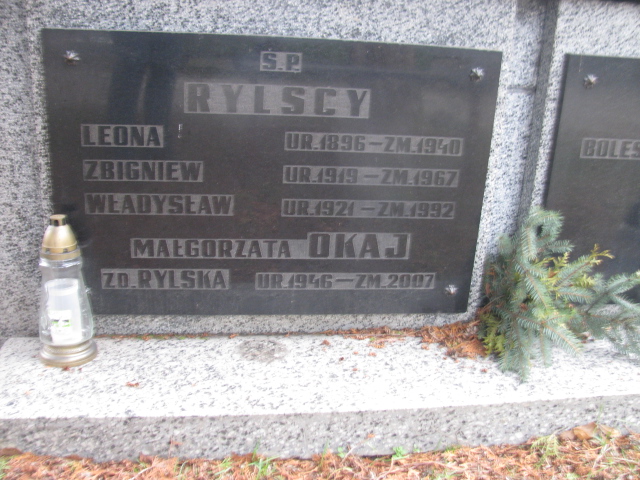 Ś.P.
RYLSCY
LEONA UR.1896–ZM.1940
ZBIGNIEW UR.1919–ZM.1967
WŁADYSŁAW UR.1921–ZM.1992
MAŁGORZATA OKAJ
ZD.RYLSKA UR.1946–ZM.2007